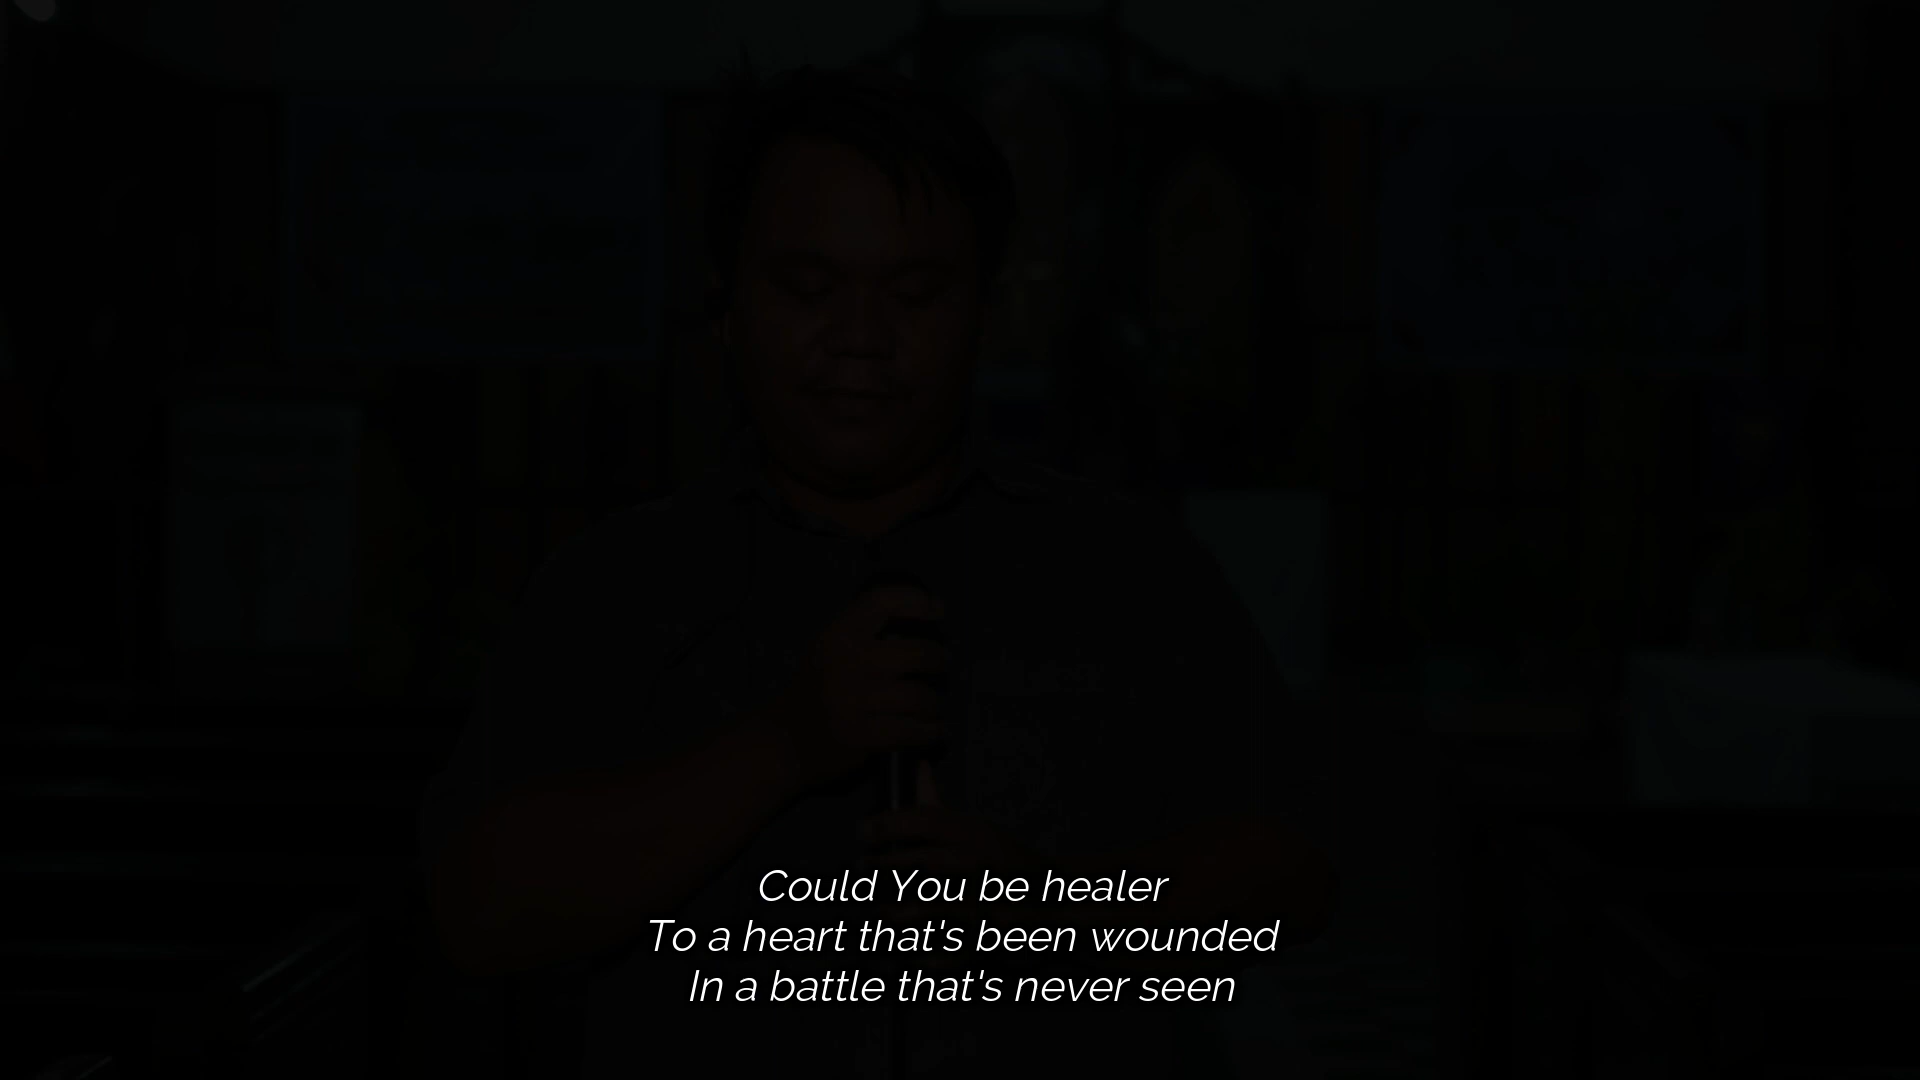 Could You be healer
To a heart that's been wounded
In a battle that's never seen